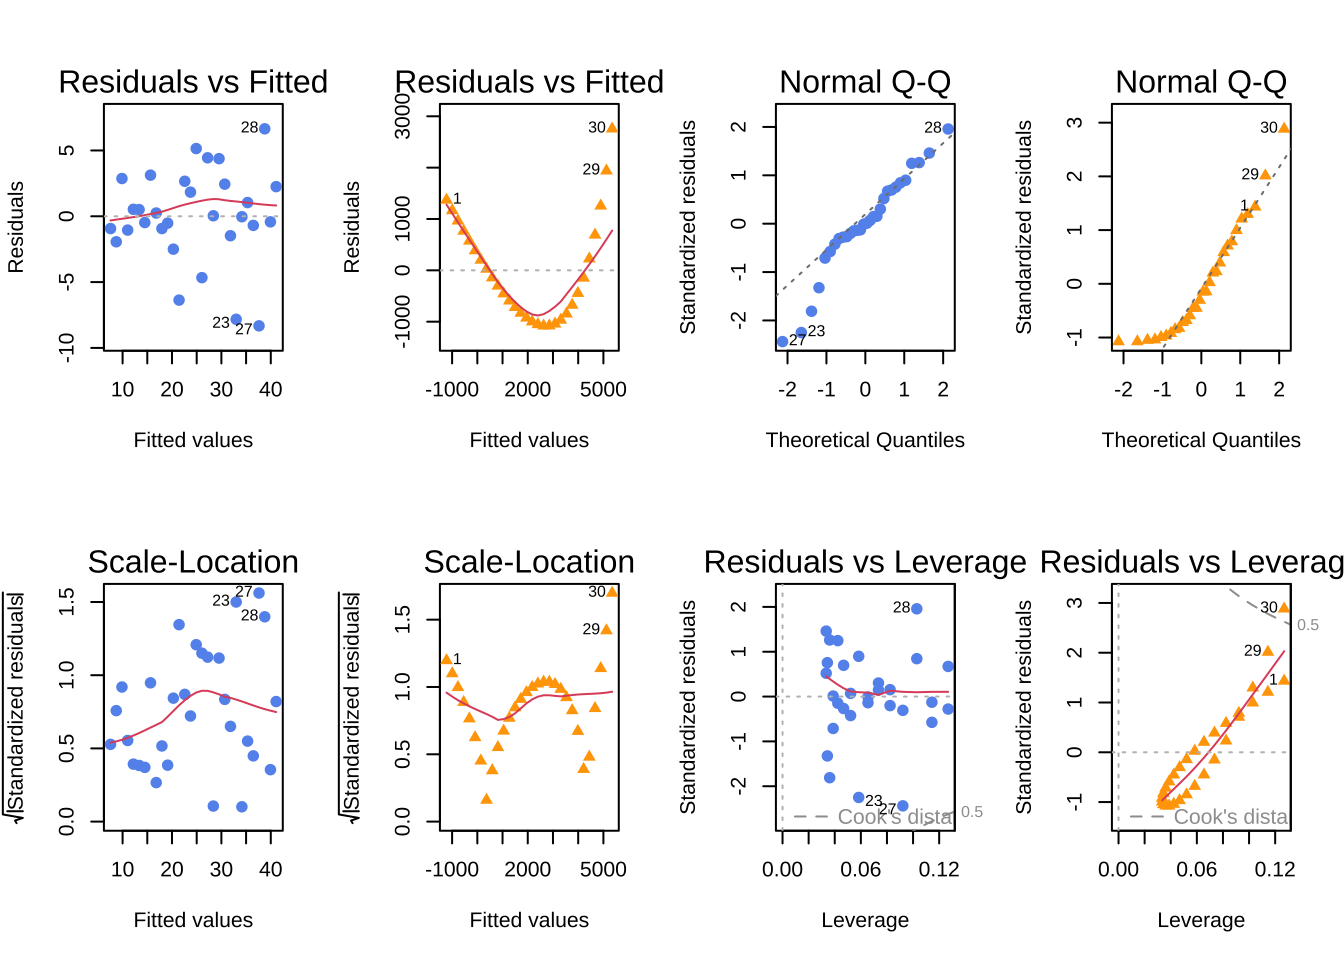 Residuals vs Fitted
Residuals
5
0
-5
-10
28
23
27
10 20 30 40
Fitted values
Residuals vs Fitted
Residuals
3000
1000
0
-1000
30
29
1
-1000 2000 5000
Fitted values
Normal Q-Q
Standardized residuals
2
1
0
-1
-2
28
23
27
-2 -1 0 1 2
Theoretical Quantiles
Normal Q-Q
Standardized residuals
3
2
1
0
-1
30
29
1
-2 -1 0 1 2
Theoretical Quantiles
Scale-Location
√|Standardized residuals|
1.5
1.0
0.5
0.0
27
23
28
10 20 30 40
Fitted values
Scale-Location
√|Standardized residuals|
1.5
1.0
0.5
0.0
30
29
1
-1000 2000 5000
Fitted values
Residuals vs Leverage
Standardized residuals
2
1
0
-1
-2
28
23
27
Cook's dista
0.5
0.00 0.06 0.12
Leverage
Residuals vs Leverag
Standardized residuals
3
2
1
0
-1
30
0.5
29
1
Cook's dista
0.00 0.06 0.12
Leverage